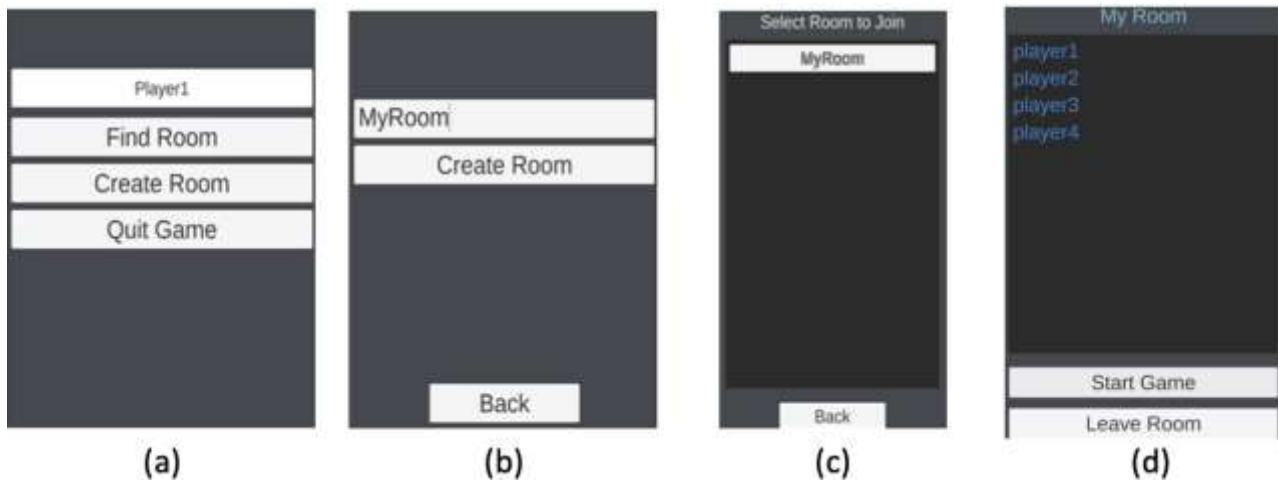 Player1
Find Room
Create Room
Quit Game
(a)
MyRoom
Create Room
Back
(b)
Select Room to Join
MyRoom
Back
(c)
My Room
player1
player2
player3
player4
Start Game
Leave Room
(d)